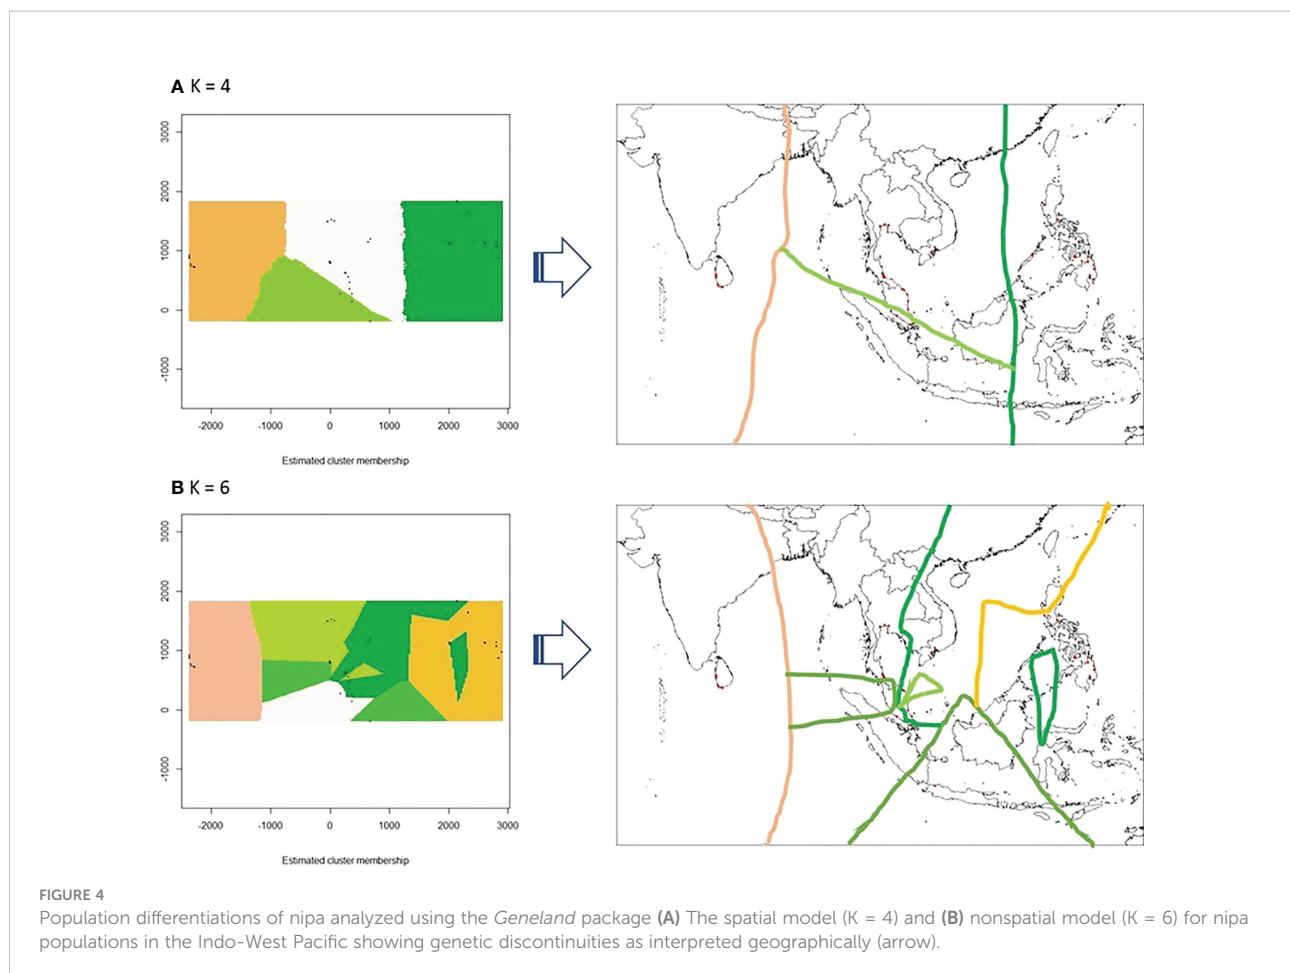 A K = 4
3000
2000
1000
0
-1000
-2000 -1000 0 1000 2000 3000
Estimated cluster membership
B K = 6
3000
2000
1000
0
-1000
-2000 -1000 0 1000 2000 3000
Estimated cluster membership
FIGURE 4
Population differentiations of nipa analyzed using the Geneland package (A) The spatial model (K = 4) and (B) nonspatial model (K = 6) for nipa
populations in the Indo-West Pacific showing genetic discontinuities as interpreted geographically (arrow).